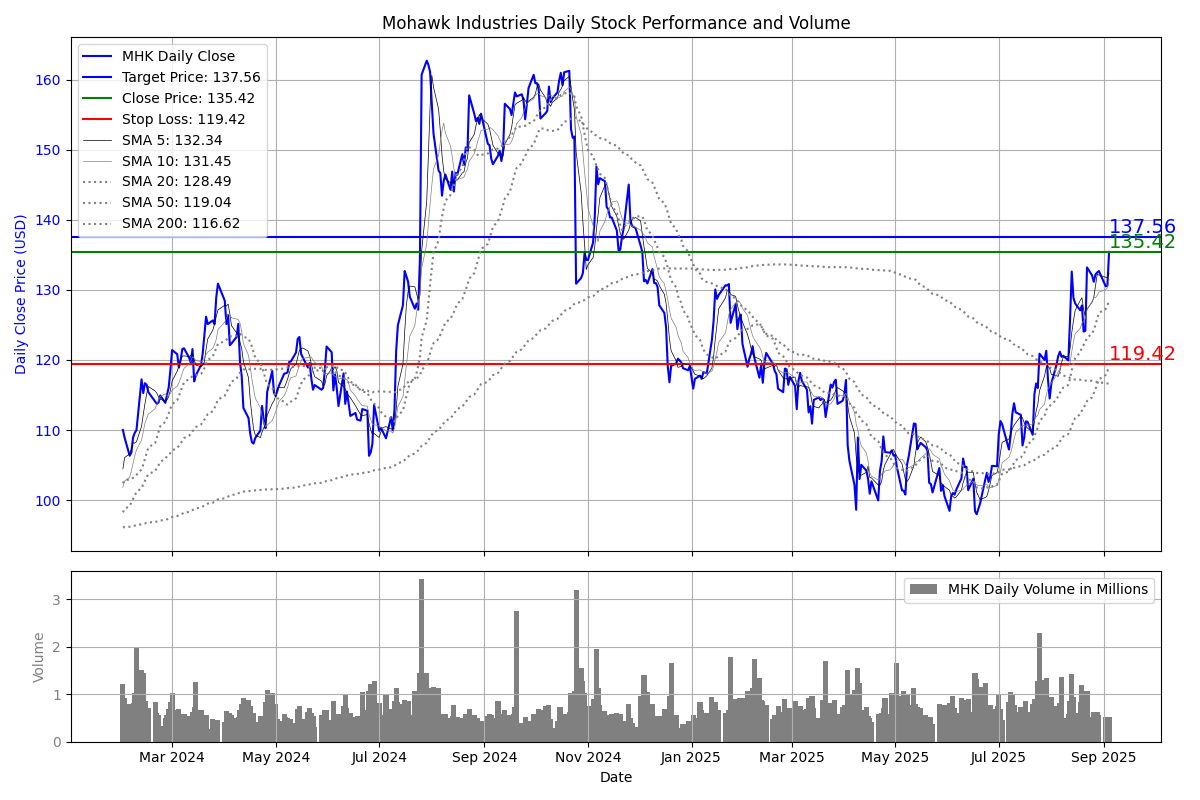 Mohawk Industries Daily Stock Performance and Volume
MHK Daily Close
Target Price: 137.56
Close Price: 135.42
Stop Loss: 119.42
SMA 5: 132.34
SMA 10: 131.45
SMA 20: 128.49
SMA 50: 119.04
SMA 200: 116.62
Daily Close Price (USD)
160
150
140
130
120
110
100
137.56
135.42
119.42
MHK Daily Volume in Millions
Volume
3
2
1
0
Mar 2024
May 2024
Jul 2024
Sep 2024
Nov 2024
Jan 2025
Mar 2025
May 2025
Jul 2025
Sep 2025
Date